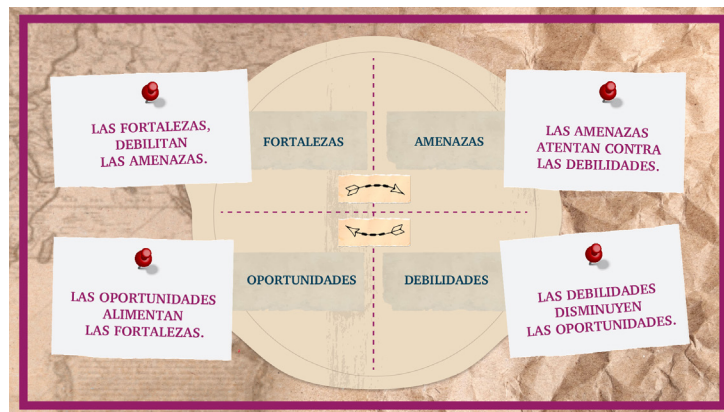 LAS FORTALEZAS,
DEBILITAN
LAS AMENAZAS.
FORTALEZAS
AMENAZAS
LAS AMENAZAS
ATENTAN CONTRA
LAS DEBILIDADES.
LAS OPORTUNIDADES
ALIMENTAN
LAS FORTALEZAS.
OPORTUNIDADES
DEBILIDADES
LAS DEBILIDADES
DISMINUYEN
LAS OPORTUNIDADES.